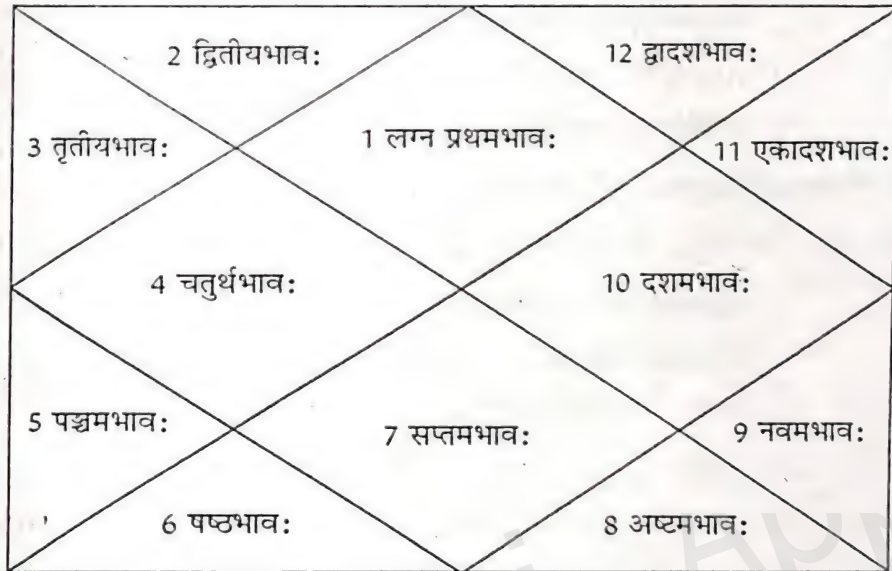 2 द्वितीयभाव:
12 द्वादशभाव:
3 तृतीयभाव:
1 लग्न प्रथमभाव:
11 एकादशभाव:
4 चतुर्थभाव:
10 दशमभाव:
5 पञ्चमभाव:
7 सप्तमभाव:
9 नवमभाव:
6 षष्ठभाव:
8 अष्टमभाव: